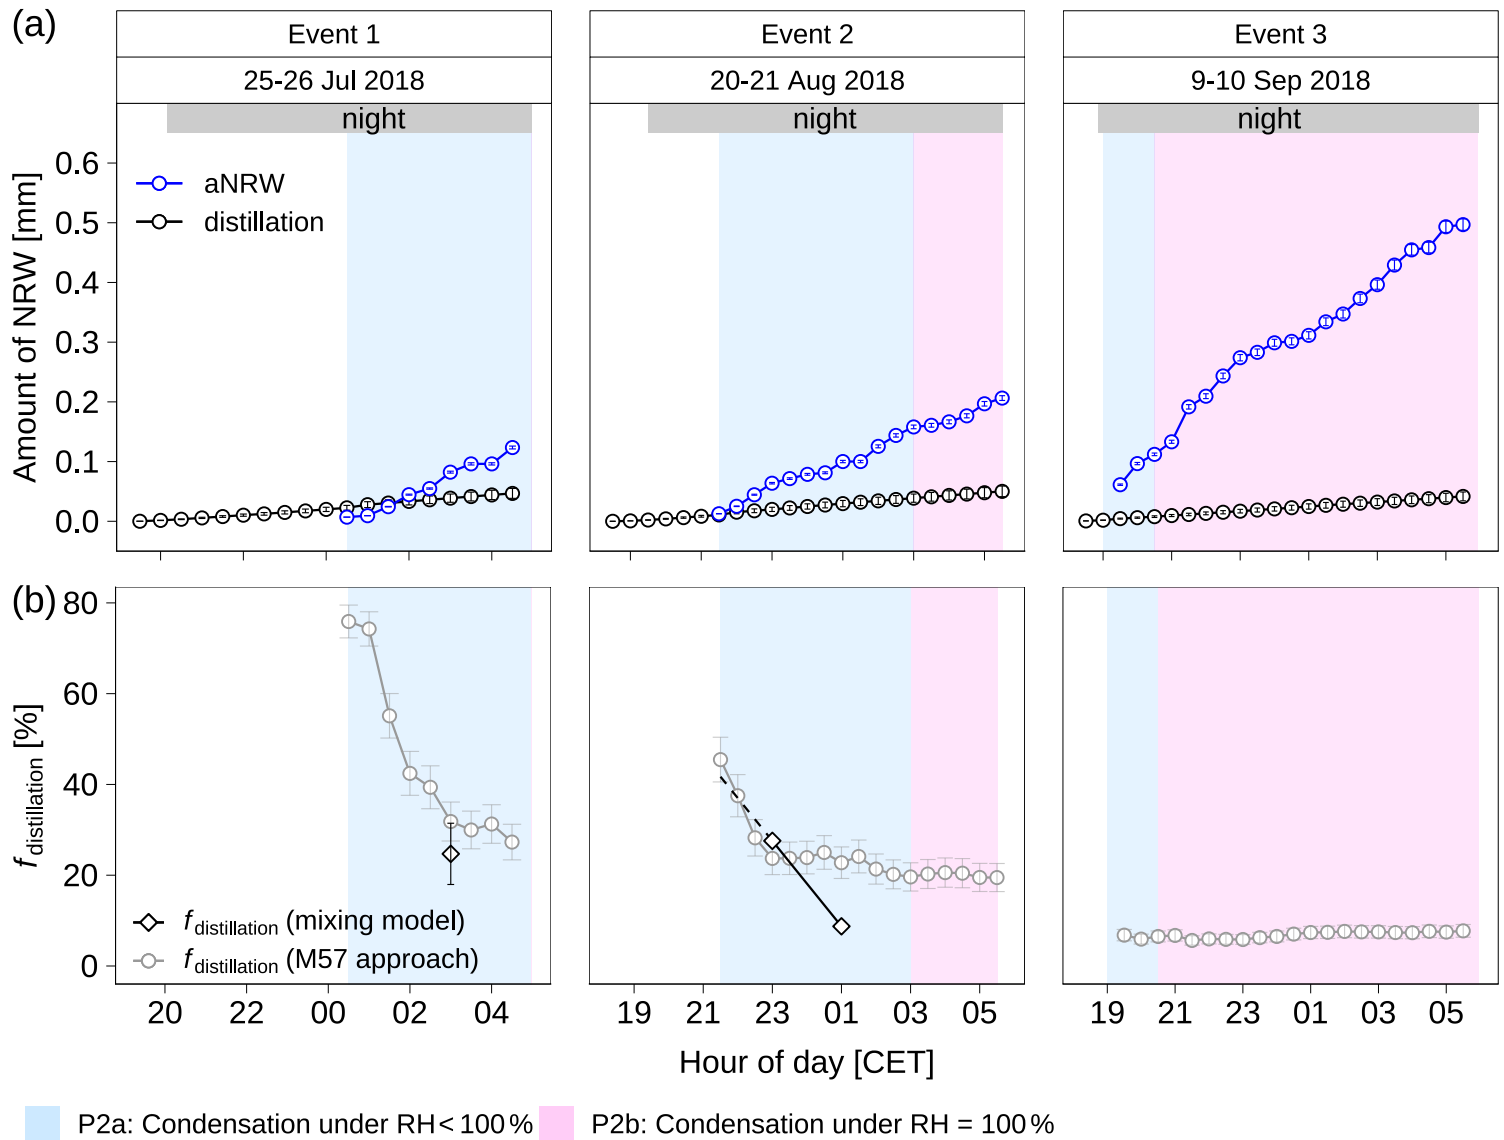 (a)
Event 1
Event 2
Event 3
25-26 Jul 2018
20-21 Aug 2018
9-10 Sep 2018
night
night
night
Amount of NRW [mm]
0.6
0.5
0.4
0.3
0.2
0.1
0.0
aNRW
distillation
(b)
f distillation [%]
80
60
40
20
0
f distillation (mixing model)
f distillation (M57 approach)
20 22 00 02 04
19 21 23 01 03 05
19 21 23 01 03 05
Hour of day [CET]
P2a: Condensation under RH < 100 %
P2b: Condensation under RH = 100 %